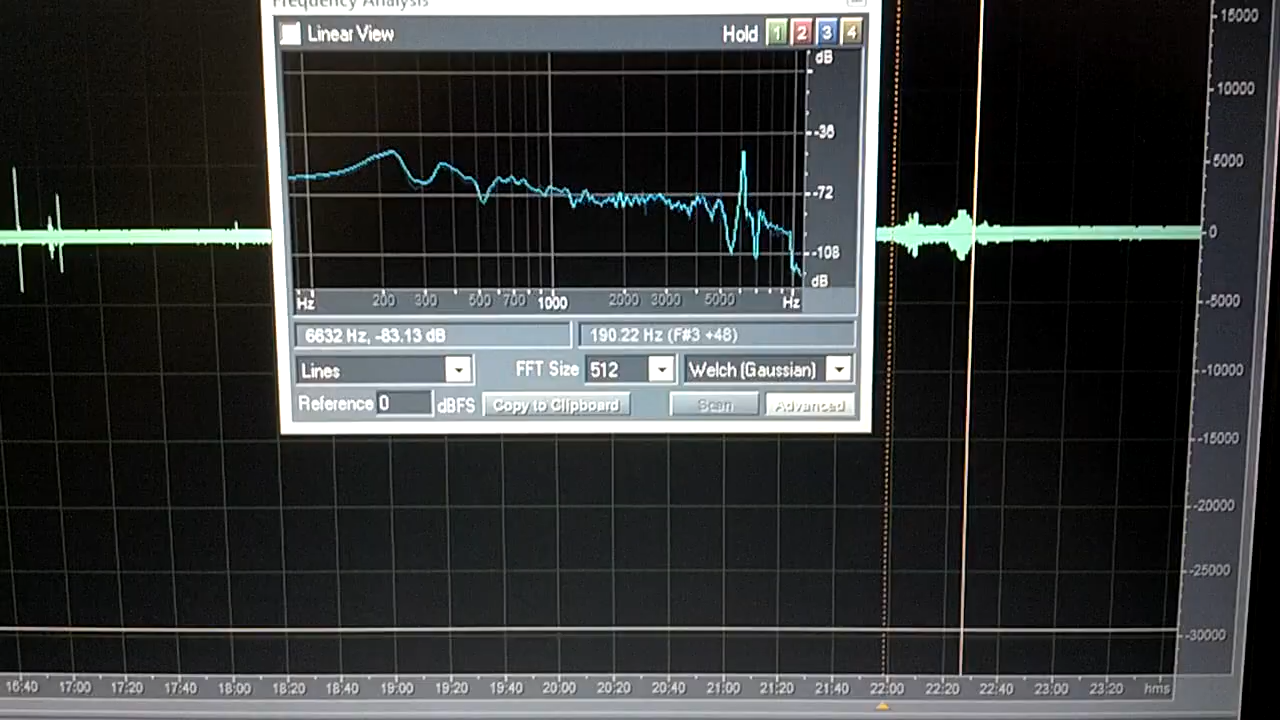 Frequency Analysis
Linear View
Hold 1 2 3 4
dB
-36
-72
-108
dB
Hz 200 300 500 700 1000 2000 3000 5000 Hz
6632 Hz, -83.13 dB
190.22 Hz (F#3 +48)
Lines
FFT Size 512
Welch (Gaussian)
Reference 0 dBFS
Copy to Clipboard
Scan
Advanced
15000
10000
5000
0
-5000
-10000
-15000
-20000
-25000
-30000
16:40 17:00 17:20 17:40 18:00 18:20 18:40 19:00 19:20 19:40 20:00 20:20 20:40 21:00 21:20 21:40 22:00 22:20 22:40 23:00 23:20 hms